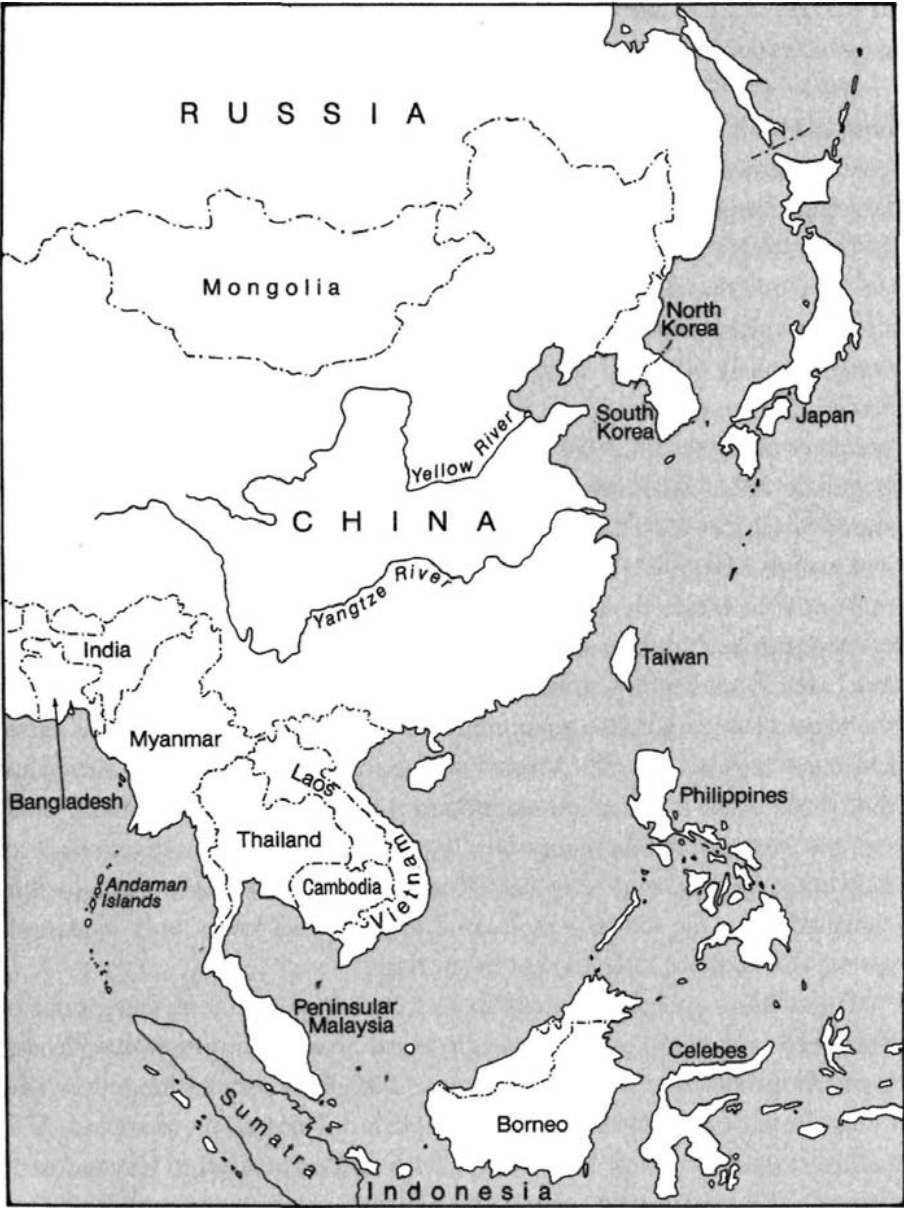 RUSSIA
Mongolia
North
Korea
South
Korea
Japan
Yellow River
CHINA
Yangtze River
India
Taiwan
Myanmar
Bangladesh
Laos
Philippines
Thailand
Cambodia
Vietnam
Andaman
Islands
Peninsular
Malaysia
Celebes
Sumatra
Borneo
Indonesia